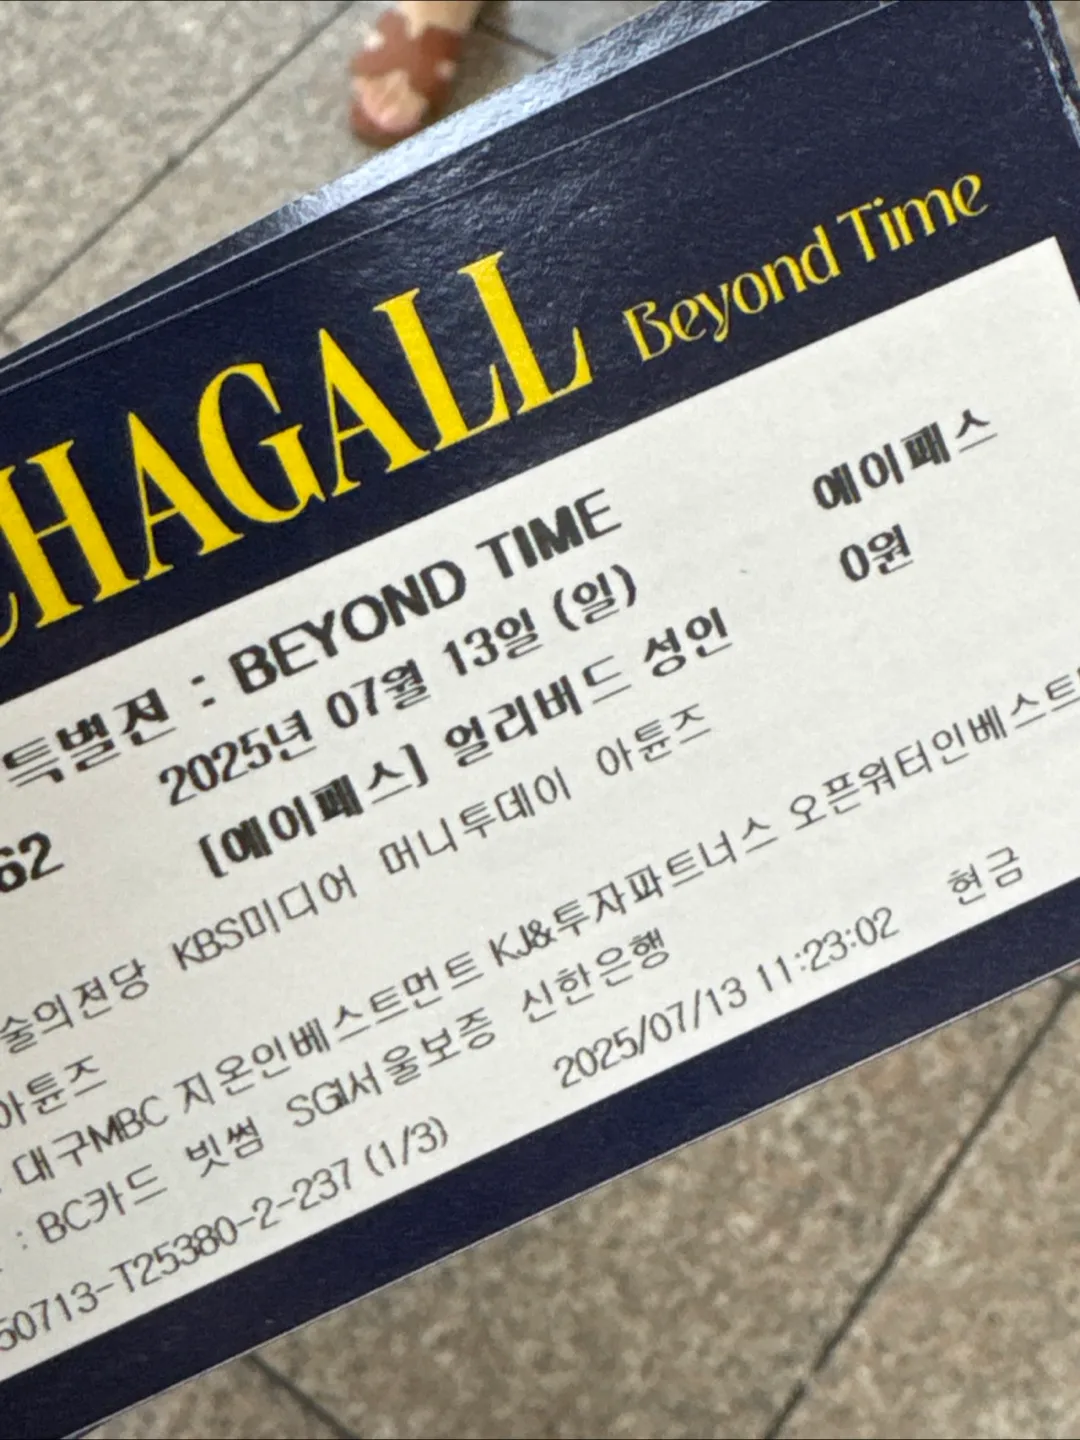 CHAGALL Beyond Time
특별전 : BEYOND TIME
에이패스
2025년 07월 13일 (일)
0원
62
[에이패스] 얼리버드 성인
술의전당 KBS미디어 머니투데이 아튠즈
아튠즈
대구MBC 지온인베스트먼트 KJ&투자파트너스 오픈워터인베스트
: BC카드 빗썸 SGI서울보증 신한은행
50713-T25380-2-237 (1/3)
2025/07/13 11:23:02
현금